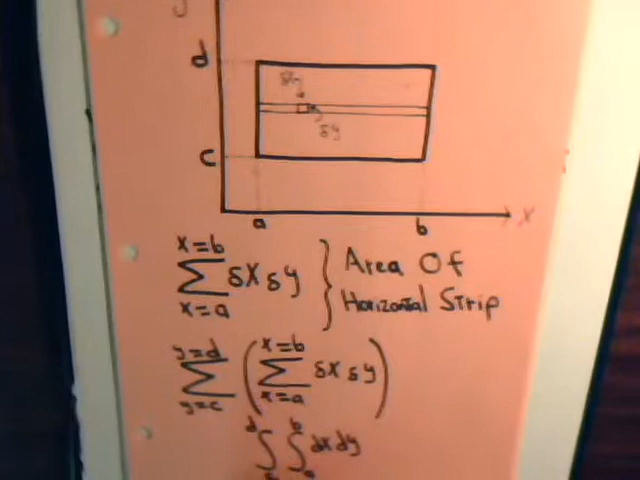 y
d
δx
δy
c
a b x
x=b
∑ δx δy } Area Of
x=a Horizontal Strip
y=d x=b
∑ ( ∑ δx δy )
y=c x=a
d b
∫ ∫ dx dy
c a